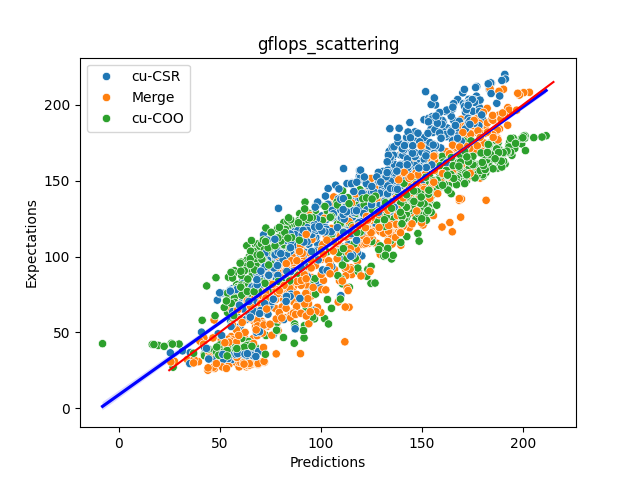 gflops_scattering
cu-CSR
Merge
cu-COO
Expectations
200
150
100
50
0
0 50 100 150 200
Predictions